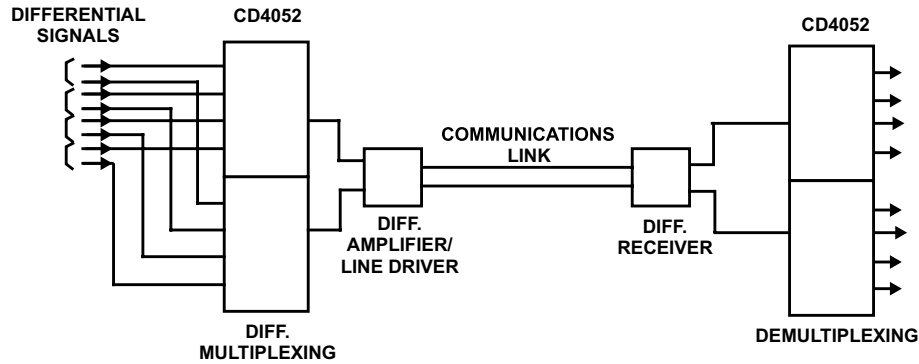 DIFFERENTIAL
SIGNALS
CD4052
CD4052
COMMUNICATIONS
LINK
DIFF.
AMPLIFIER/
LINE DRIVER
DIFF.
RECEIVER
DIFF.
MULTIPLEXING
DEMULTIPLEXING